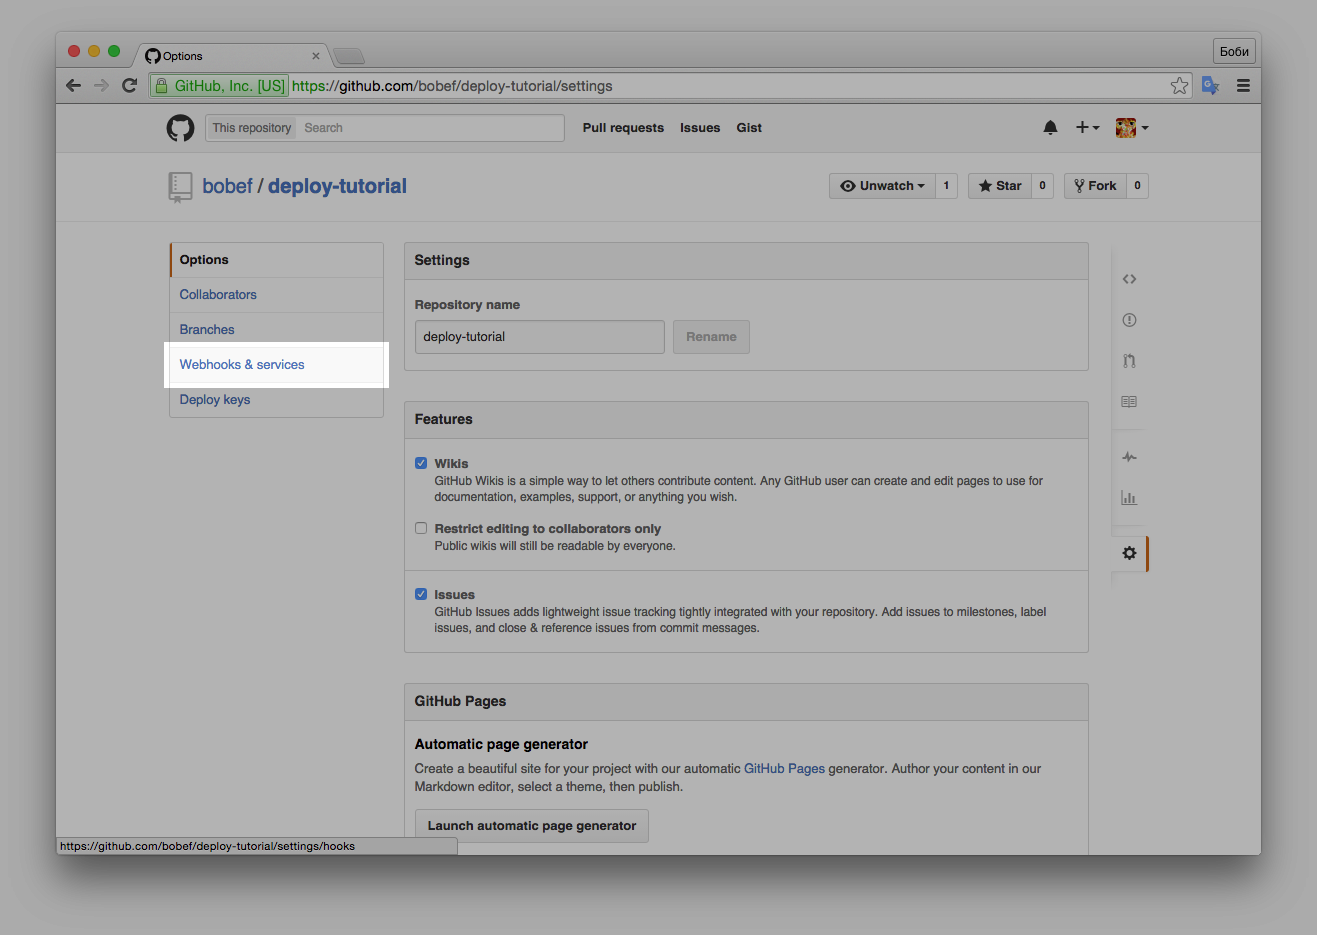 Options
Боби
GitHub, Inc. [US] https://github.com/bobef/deploy-tutorial/settings
This repository Search Pull requests Issues Gist
bobef / deploy-tutorial
Unwatch 1 Star 0 Fork 0
Options
Collaborators
Branches
Webhooks & services
Deploy keys
Settings
Repository name
deploy-tutorial Rename
Features
Wikis
GitHub Wikis is a simple way to let others contribute content. Any GitHub user can create and edit pages to use for
documentation, examples, support, or anything you wish.
Restrict editing to collaborators only
Public wikis will still be readable by everyone.
Issues
GitHub Issues adds lightweight issue tracking tightly integrated with your repository. Add issues to milestones, label
issues, and close & reference issues from commit messages.
GitHub Pages
Automatic page generator
Create a beautiful site for your project with our automatic GitHub Pages generator. Author your content in our
Markdown editor, select a theme, then publish.
Launch automatic page generator
https://github.com/bobef/deploy-tutorial/settings/hooks